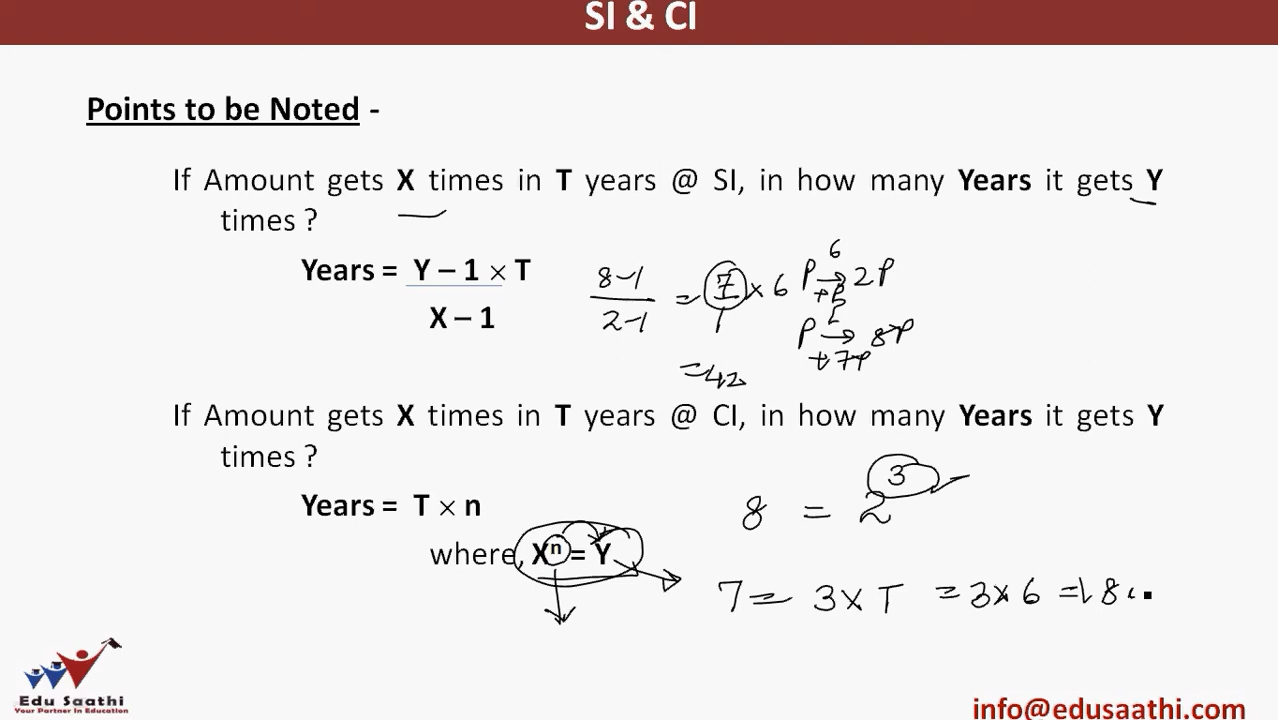 SI & CI
Points to be Noted -
If Amount gets X times in T years @ SI, in how many Years it gets Y
times ?
Years = Y – 1 × T
X – 1
8-1
2-1
= 7 × 6
1
= 42
6
P → 2P
+P
P → 8P
+7P
If Amount gets X times in T years @ CI, in how many Years it gets Y
times ?
Years = T × n
where, Xⁿ = Y
8 = 2³
7 = 3 × T = 3 × 6 = 18
Edu Saathi
Your Partner In Education
info@edusaathi.com